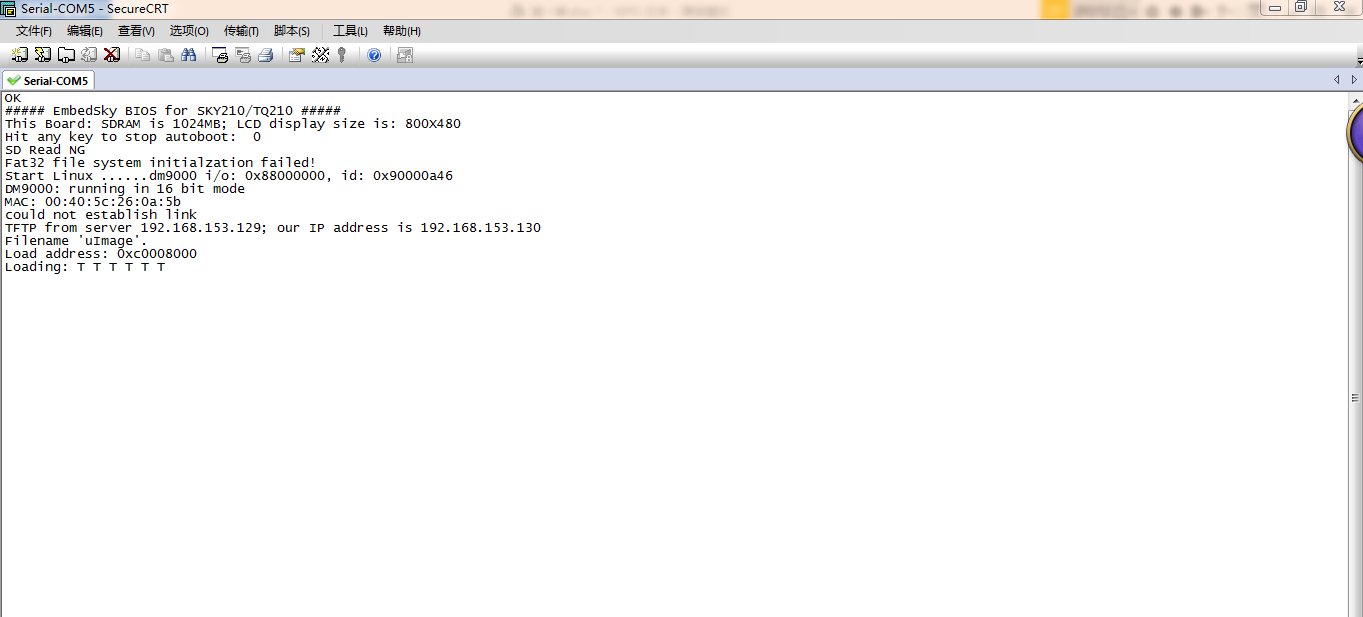 Serial-COM5 - SecureCRT
文件(F) 编辑(E) 查看(V) 选项(O) 传输(T) 脚本(S) 工具(L) 帮助(H)
Serial-COM5
OK
##### EmbedSky BIOS for SKY210/TQ210 #####
This Board: SDRAM is 1024MB; LCD display size is: 800X480
Hit any key to stop autoboot:  0
SD Read NG
Fat32 file system initialzation failed!
Start Linux ......dm9000 i/o: 0x88000000, id: 0x90000a46
DM9000: running in 16 bit mode
MAC: 00:40:5c:26:0a:5b
could not establish link
TFTP from server 192.168.153.129; our IP address is 192.168.153.130
Filename 'uImage'.
Load address: 0xc0008000
Loading: T T T T T T